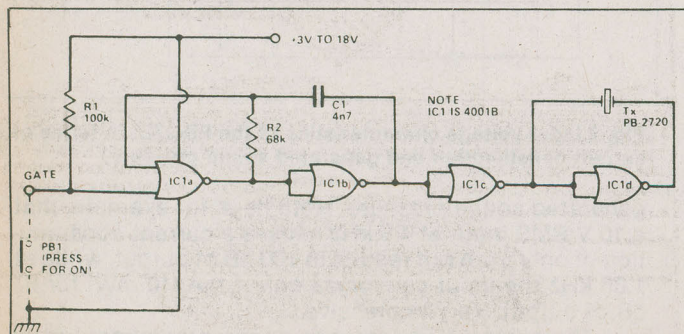 +3V TO 18V
R1
100k
C1
4n7
NOTE
IC1 IS 4001B
Tx
PB-2720
R2
68k
GATE
IC1a
IC1b
IC1c
IC1d
PB1
(PRESS
FOR ON)